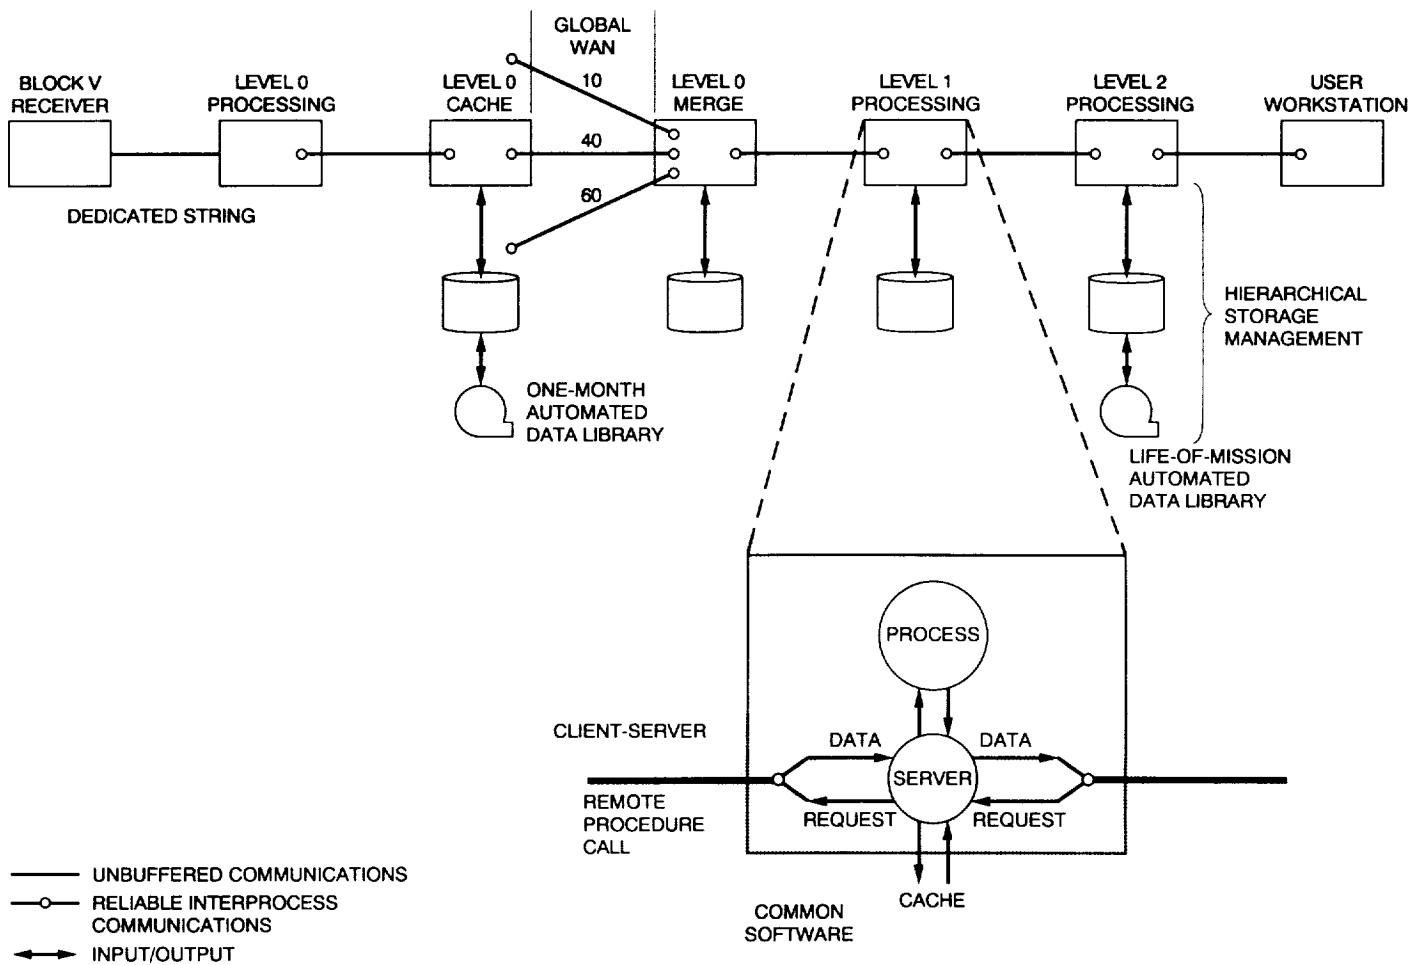 GLOBAL
WAN
BLOCK V
RECEIVER
LEVEL 0
PROCESSING
LEVEL 0
CACHE
10
40
60
LEVEL 0
MERGE
LEVEL 1
PROCESSING
LEVEL 2
PROCESSING
USER
WORKSTATION
DEDICATED STRING
HIERARCHICAL
STORAGE
MANAGEMENT
ONE-MONTH
AUTOMATED
DATA LIBRARY
LIFE-OF-MISSION
AUTOMATED
DATA LIBRARY
PROCESS
CLIENT-SERVER
DATA
DATA
SERVER
REMOTE
PROCEDURE
CALL
REQUEST
REQUEST
CACHE
COMMON
SOFTWARE
UNBUFFERED COMMUNICATIONS
RELIABLE INTERPROCESS
COMMUNICATIONS
INPUT/OUTPUT